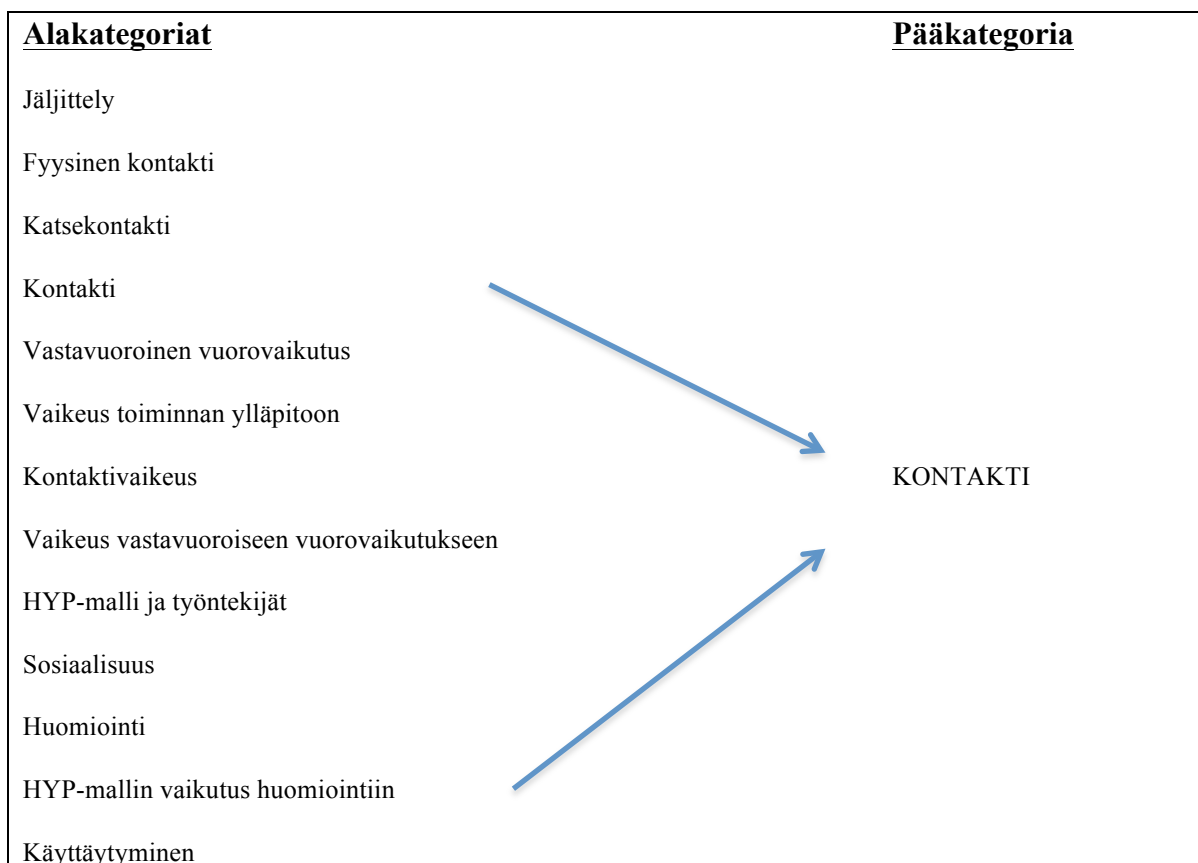 Alakategoriat Pääkategoria
Jäljittely
Fyysinen kontakti
Katsekontakti
Kontakti
Vastavuoroinen vuorovaikutus
Vaikeus toiminnan ylläpitoon
Kontaktivaikeus KONTAKTI
Vaikeus vastavuoroiseen vuorovaikutukseen
HYP-malli ja työntekijät
Sosiaalisuus
Huomiointi
HYP-mallin vaikutus huomiointiin
Käyttäytyminen